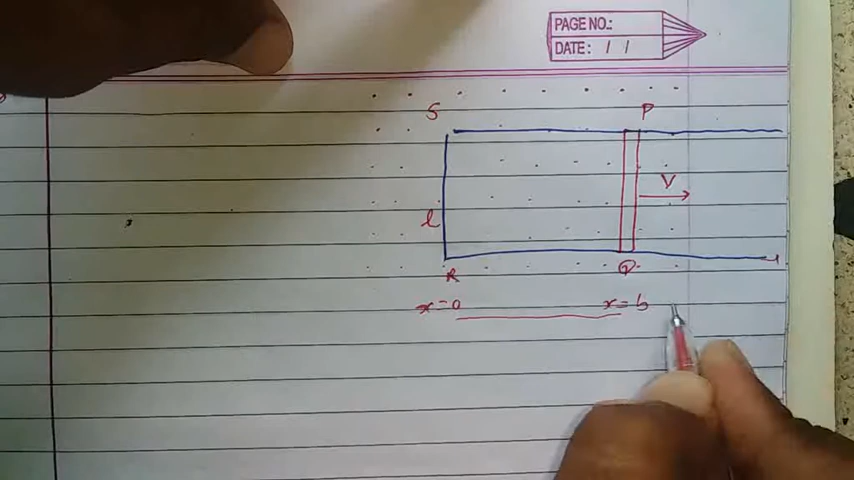 PAGE NO.:
DATE: / /
S P
V
l
R Q
x=0 x=b